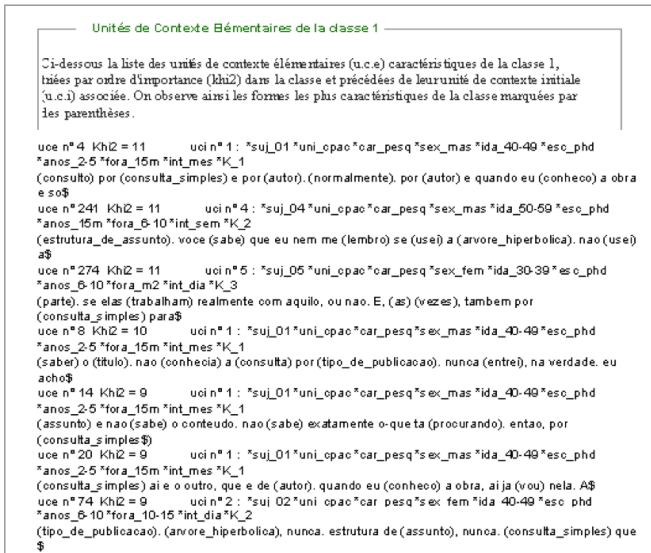 Unités de Contexte Elémentaires de la classe 1
Ci-dessous la liste des unités de contexte élémentaires (u.c.e) caractéristiques de la classe 1,
triées par ordre d'importance (khi2) dans la classe et précédées de leur unité de contexte initiale
(u.c.i) associée. On observe ainsi les formes les plus caractéristiques de la classe marquées par
des parenthèses.
uce n° 4 Khi2 = 11 uci n° 1 : *suj_01 *uni_cpac *car_pesq *sex_mas *ida_40-49 *esc_phd
*anos_2-5 *fora_15m *int_mes *K_1
(consulto) por (consulta_simples) e por (autor). (normalmente). por (autor) e quando eu (conheco) a obra
e so$
uce n° 241 Khi2 = 11 uci n° 4 : *suj_04 *uni_cpac *car_pesq *sex_mas *ida_50-59 *esc_phd
*anos_15m *fora_6-10 *int_sem *K_2
(estrutura_de_assunto). voce (sabe) que eu nem me (lembro) se (usei) a (arvore_hiperbolica). nao (usei)
a$
uce n° 274 Khi2 = 11 uci n° 5 : *suj_05 *uni_cpac *car_pesq *sex_fem *ida_30-39 *esc_phd
*anos_6-10 *fora_m2 *int_dia *K_3
(parte). se elas (trabalham) realmente com aquilo, ou nao. E, (as) (vezes), tambem por
(consulta_simples) para$
uce n° 8 Khi2 = 10 uci n° 1 : *suj_01 *uni_cpac *car_pesq *sex_mas *ida_40-49 *esc_phd
*anos_2-5 *fora_15m *int_mes *K_1
(saber) o (titulo). nao (conhecia) a (consulta) por (tipo_de_publicacao). nunca (entrei), na verdade. eu
acho$
uce n° 14 Khi2 = 9 uci n° 1 : *suj_01 *uni_cpac *car_pesq *sex_mas *ida_40-49 *esc_phd
*anos_2-5 *fora_15m *int_mes *K_1
(assunto) e nao (sabe) o conteudo. nao (sabe) exatamente o-que ta (procurando). entao, por
(consulta_simples$)
uce n° 20 Khi2 = 9 uci n° 1 : *suj_01 *uni_cpac *car_pesq *sex_mas *ida_40-49 *esc_phd
*anos_2-5 *fora_15m *int_mes *K_1
(consulta_simples) ai e o outro, que e de (autor). quando eu (conheco) a obra, ai ja (vou) nela. A$
uce n° 74 Khi2 = 9 uci n° 2 : *suj_02 *uni_cpac *car_pesq *sex_fem *ida_40-49 *esc_phd
*anos_6-10 *fora_10-15 *int_dia *K_2
(tipo_de_publicacao). (arvore_hiperbolica), nunca. estrutura de (assunto), nunca. (consulta_simples) que
$